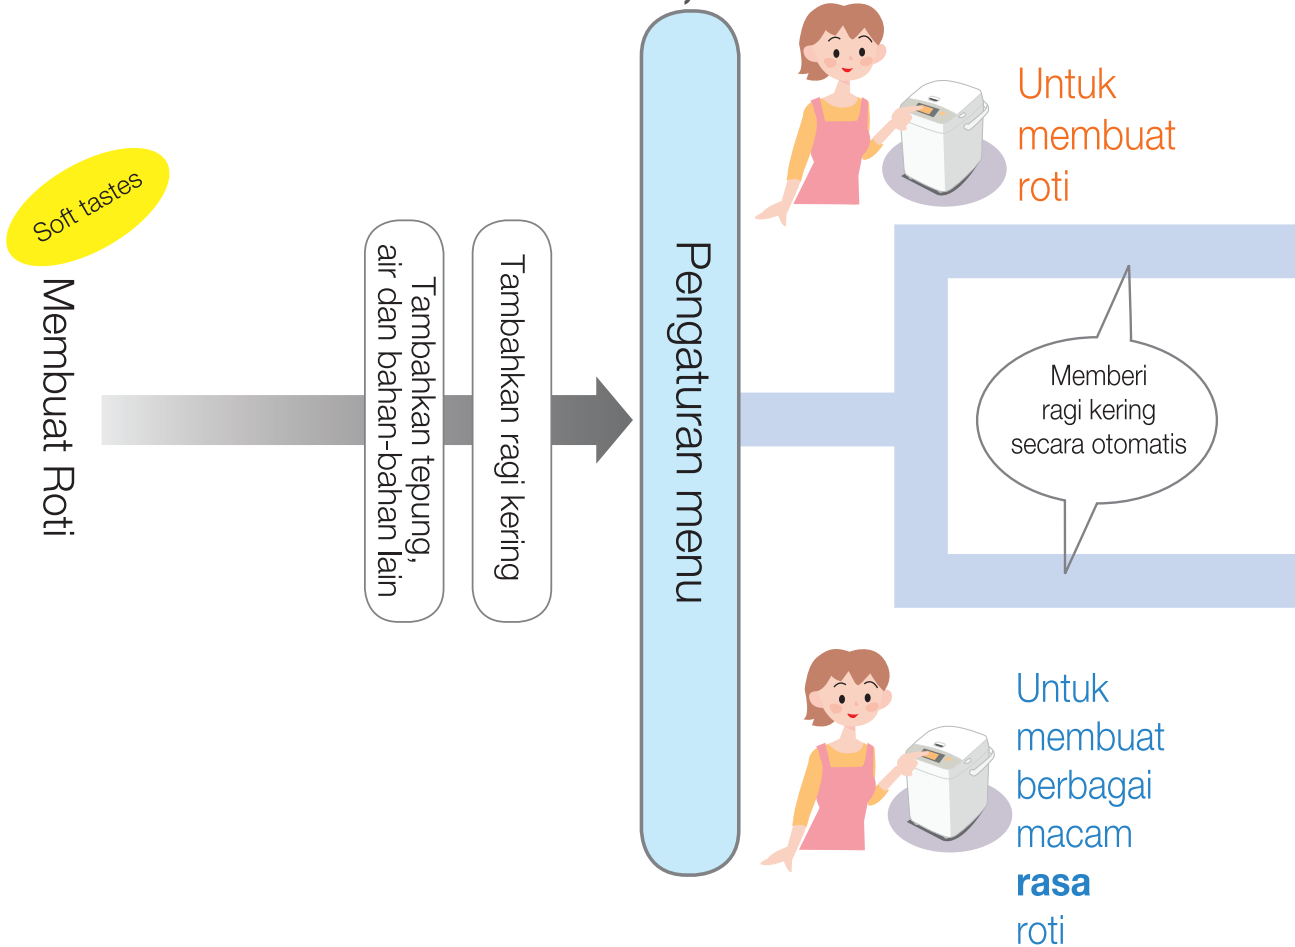 Soft tastes
Membuat Roti
Tambahkan tepung,
air dan bahan-bahan lain
Tambahkan ragi kering
Pengaturan menu
Untuk
membuat
roti
Memberi
ragi kering
secara otomatis
Untuk
membuat
berbagai
macam
rasa
roti